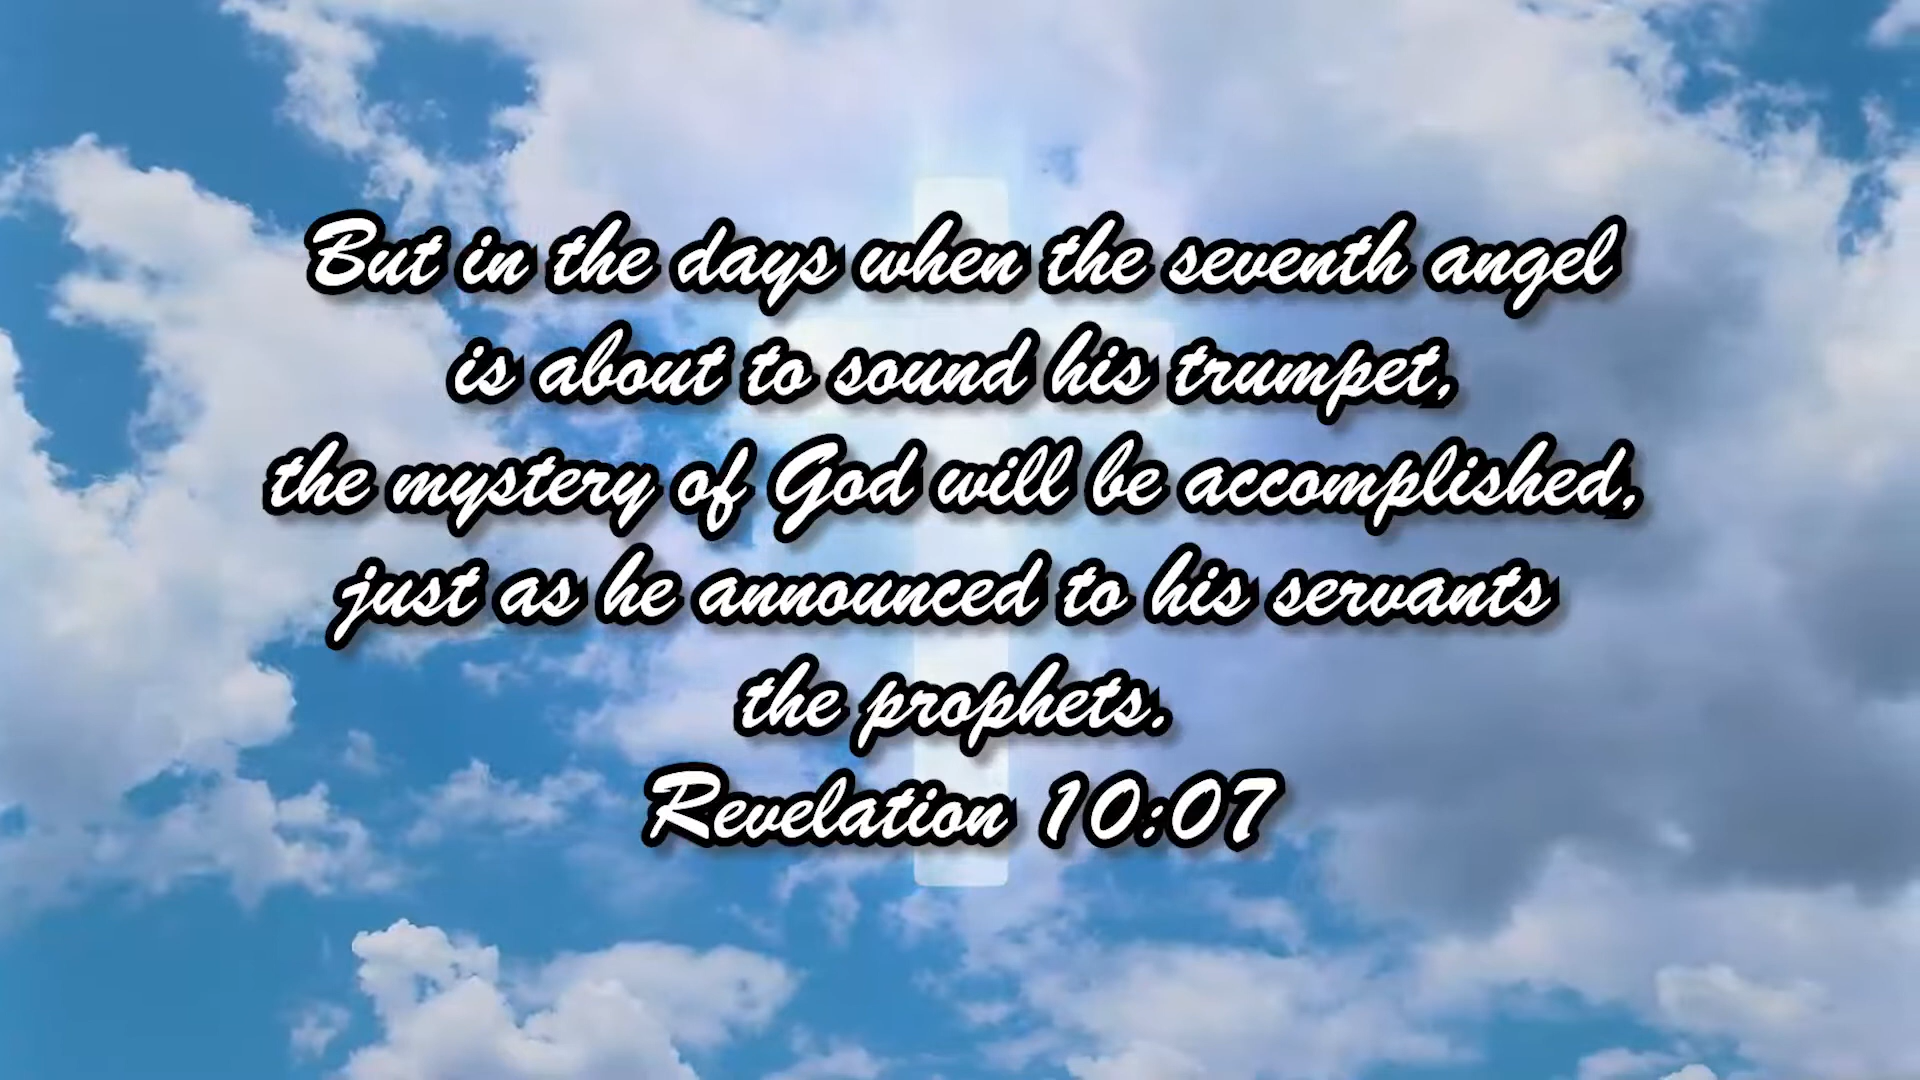 But in the days when the seventh angel
is about to sound his trumpet,
the mystery of God will be accomplished,
just as he announced to his servants
the prophets.
Revelation 10:07